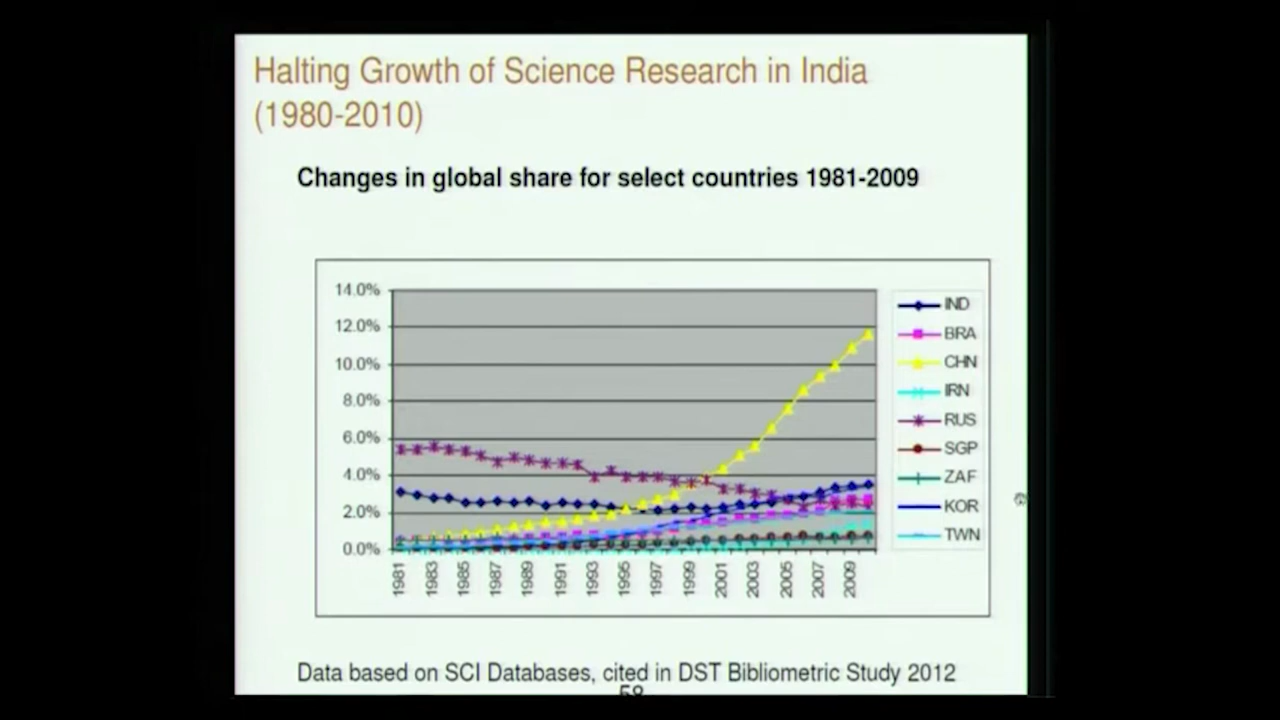 Halting Growth of Science Research in India
(1980-2010)
Changes in global share for select countries 1981-2009
14.0%
12.0%
10.0%
8.0%
6.0%
4.0%
2.0%
0.0%
1981 1983 1985 1987 1989 1991 1993 1995 1997 1999 2001 2003 2005 2007 2009
IND
BRA
CHN
IRN
RUS
SGP
ZAF
KOR
TWN
Data based on SCI Databases, cited in DST Bibliometric Study 2012